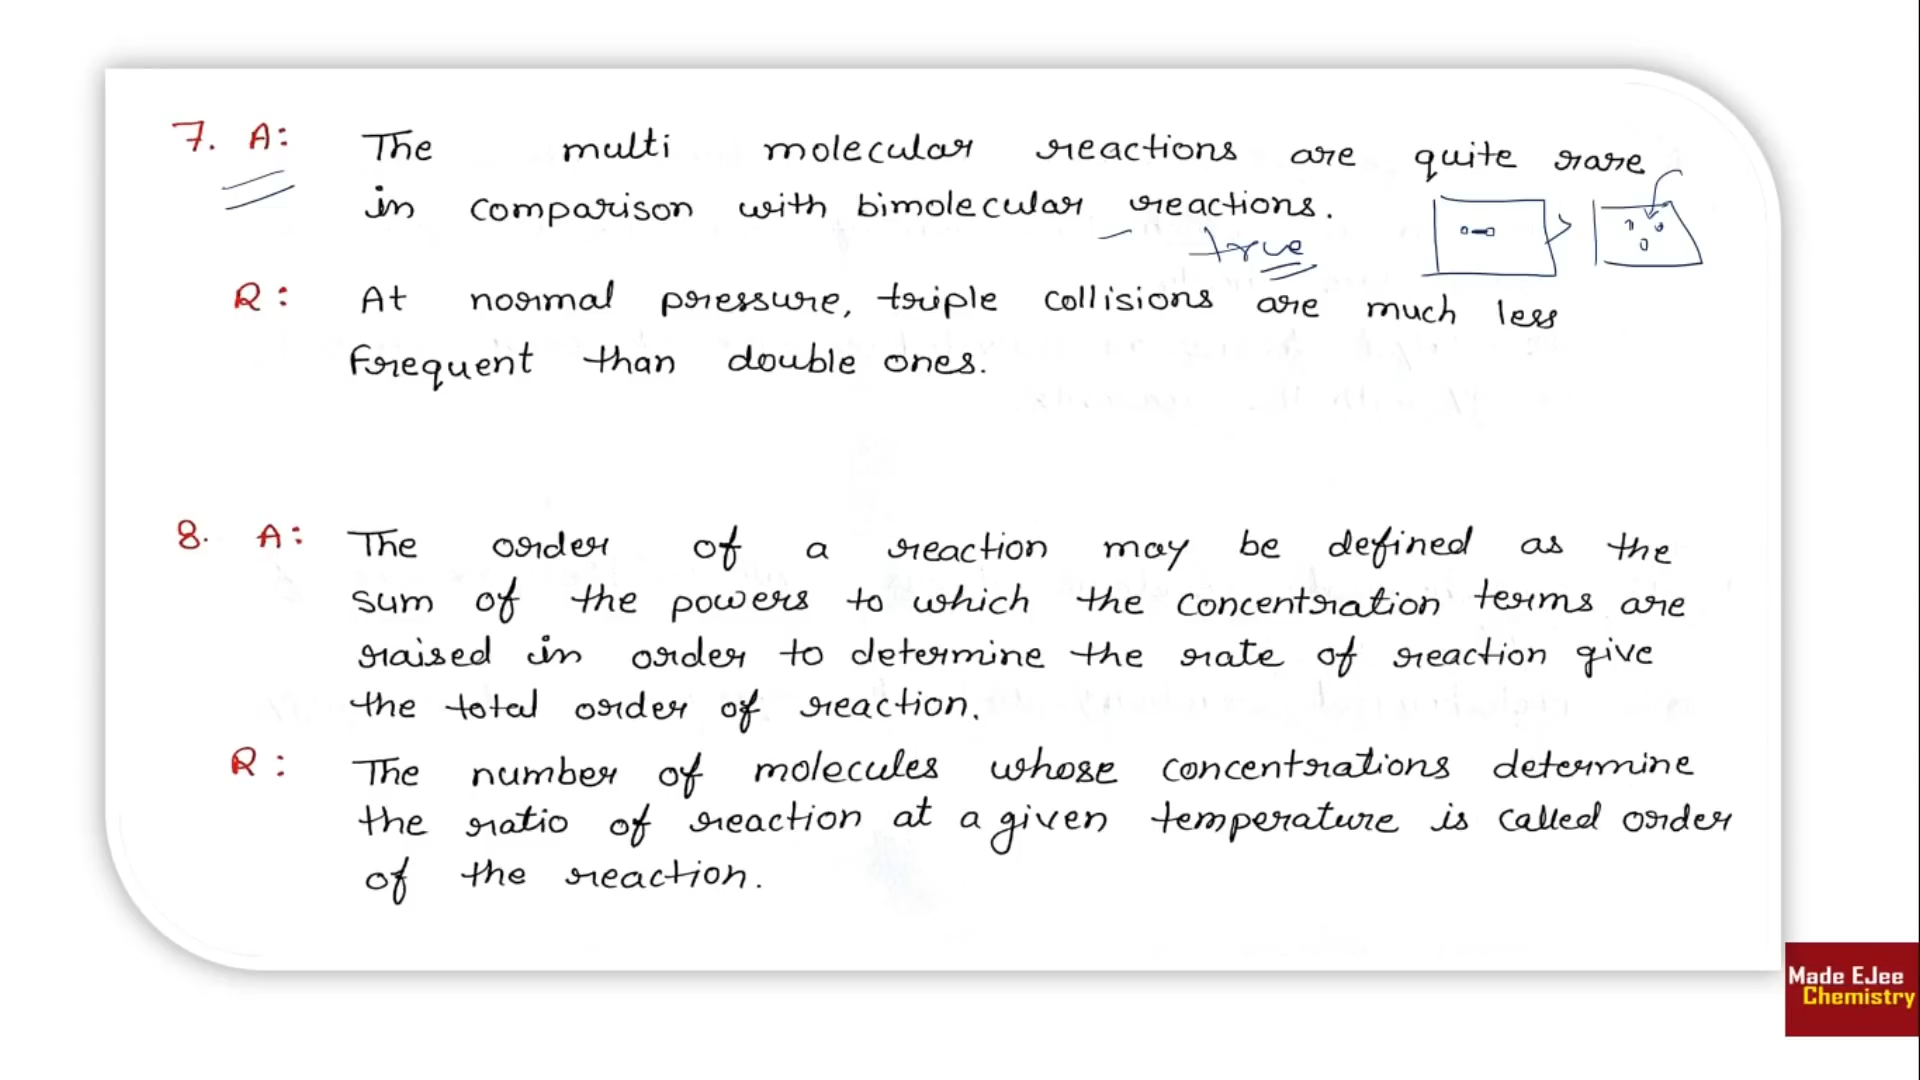 7. A: The multi molecular reactions are quite rare
in comparison with bimolecular reactions.
true
R: At normal pressure, triple collisions are much less
frequent than double ones.
8. A: The order of a reaction may be defined as the
sum of the powers to which the concentration terms are
raised in order to determine the rate of reaction give
the total order of reaction.
R: The number of molecules whose concentrations determine
the ratio of reaction at a given temperature is called order
of the reaction.
Made EJee
Chemistry